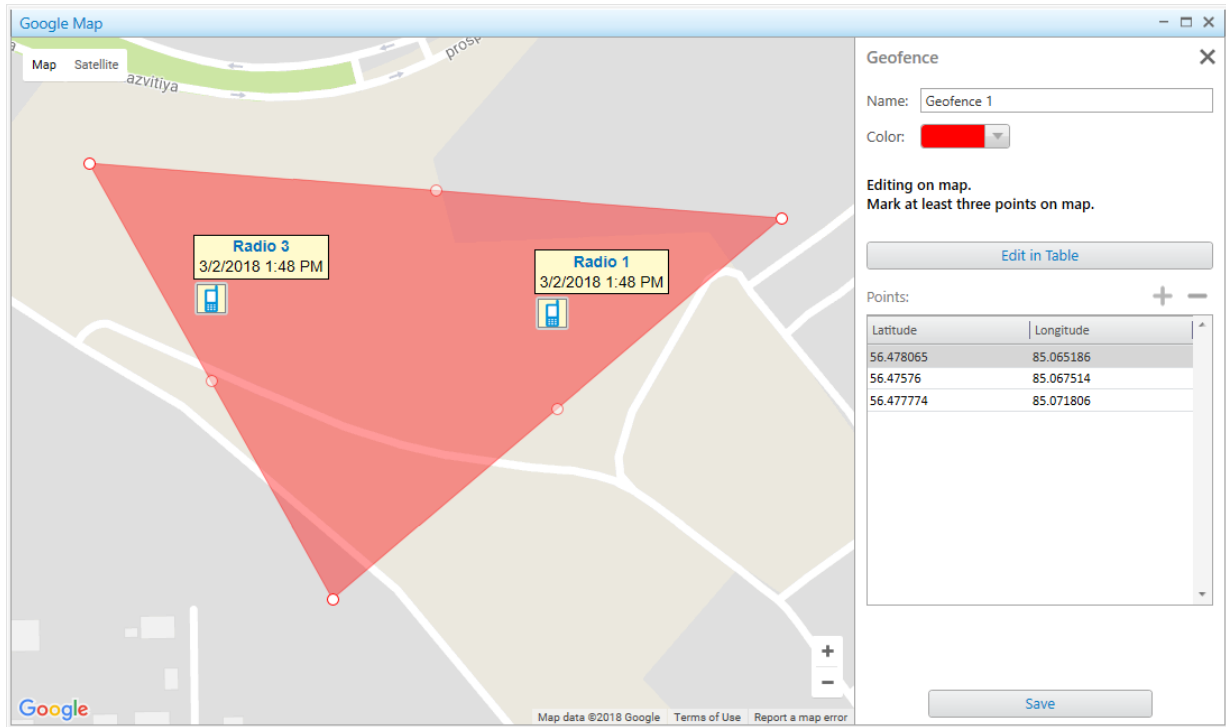 Google Map
Map Satellite
azvitiya
prosp
Radio 3
3/2/2018 1:48 PM
Radio 1
3/2/2018 1:48 PM
+
−
Google
Map data ©2018 Google Terms of Use Report a map error
Geofence
Name: Geofence 1
Color:
Editing on map.
Mark at least three points on map.
Edit in Table
Points:
Latitude Longitude
56.478065 85.065186
56.47576 85.067514
56.477774 85.071806
Save